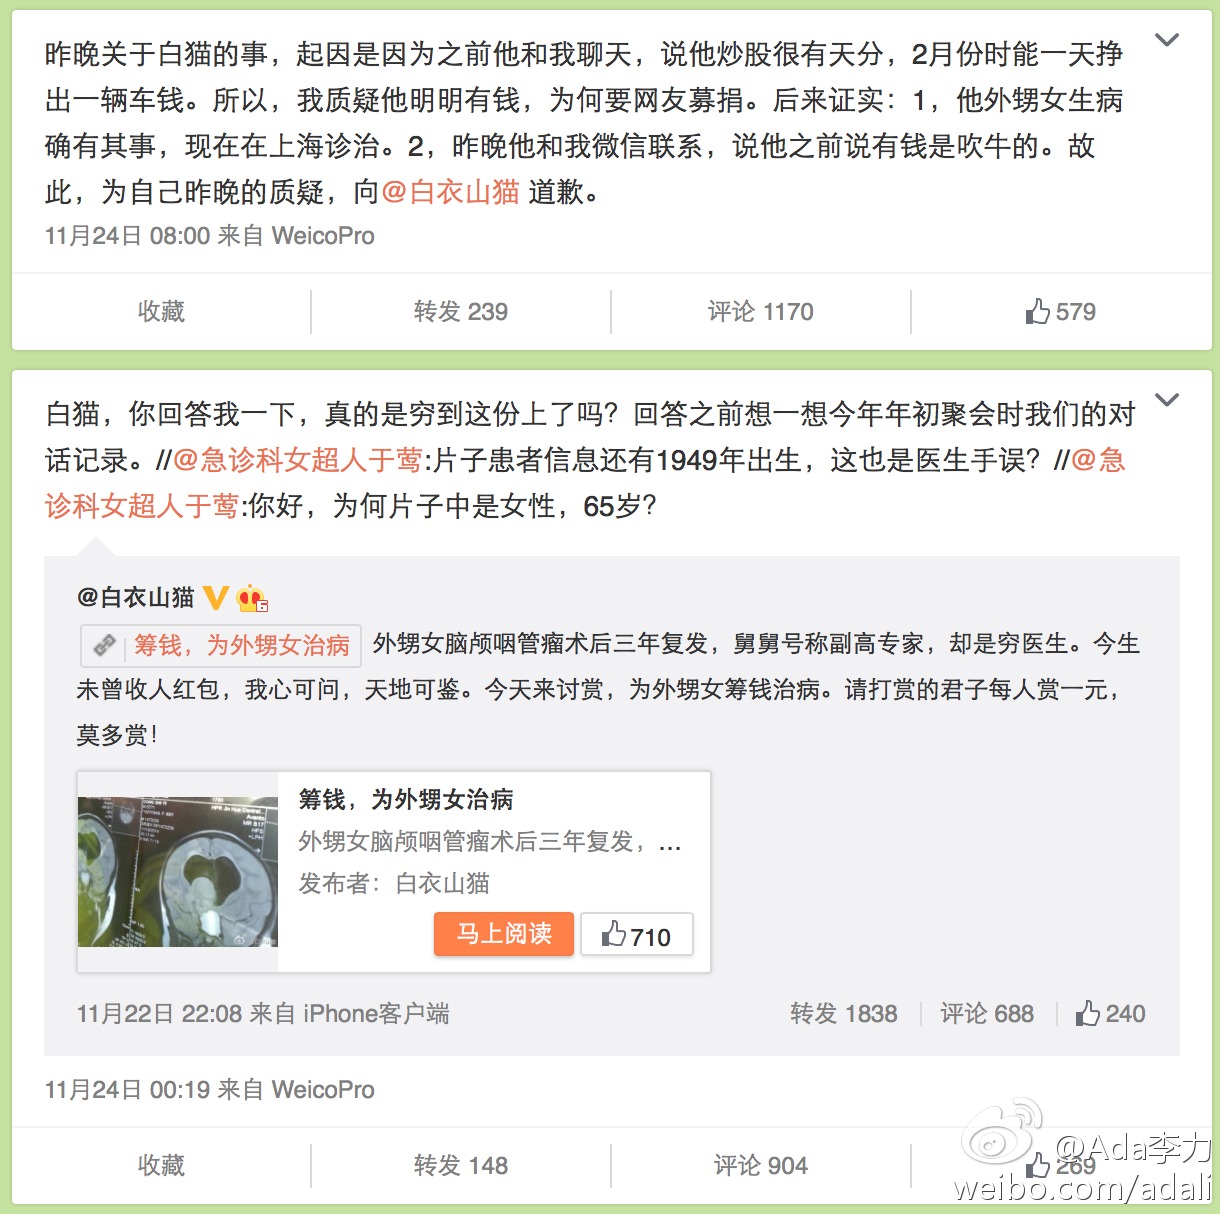 昨晚关于白猫的事，起因是因为之前他和我聊天，说他炒股很有天分，2月份时能一天挣
出一辆车钱。所以，我质疑他明明有钱，为何要网友募捐。后来证实：1，他外甥女生病
确有其事，现在在上海诊治。2，昨晚他和我微信联系，说他之前说有钱是吹牛的。故
此，为自己昨晚的质疑，向@白衣山猫 道歉。
11月24日 08:00 来自 WeicoPro
收藏 转发 239 评论 1170 579
白猫，你回答我一下，真的是穷到这份上了吗？回答之前想一想今年年初聚会时我们的对
话记录。//@急诊科女超人于莺:片子患者信息还有1949年出生，这也是医生手误？//@急
诊科女超人于莺:你好，为何片子中是女性，65岁？
@白衣山猫
筹钱，为外甥女治病 外甥女脑颅咽管瘤术后三年复发，舅舅号称副高专家，却是穷医生。今生
未曾收人红包，我心可问，天地可鉴。今天来讨赏，为外甥女筹钱治病。请打赏的君子每人赏一元，
莫多赏！
筹钱，为外甥女治病
外甥女脑颅咽管瘤术后三年复发，...
发布者：白衣山猫
马上阅读 710
11月22日 22:08 来自 iPhone客户端 转发 1838 评论 688 240
11月24日 00:19 来自 WeicoPro
收藏 转发 148 评论 904 269
@Ada李力
weibo.com/adali